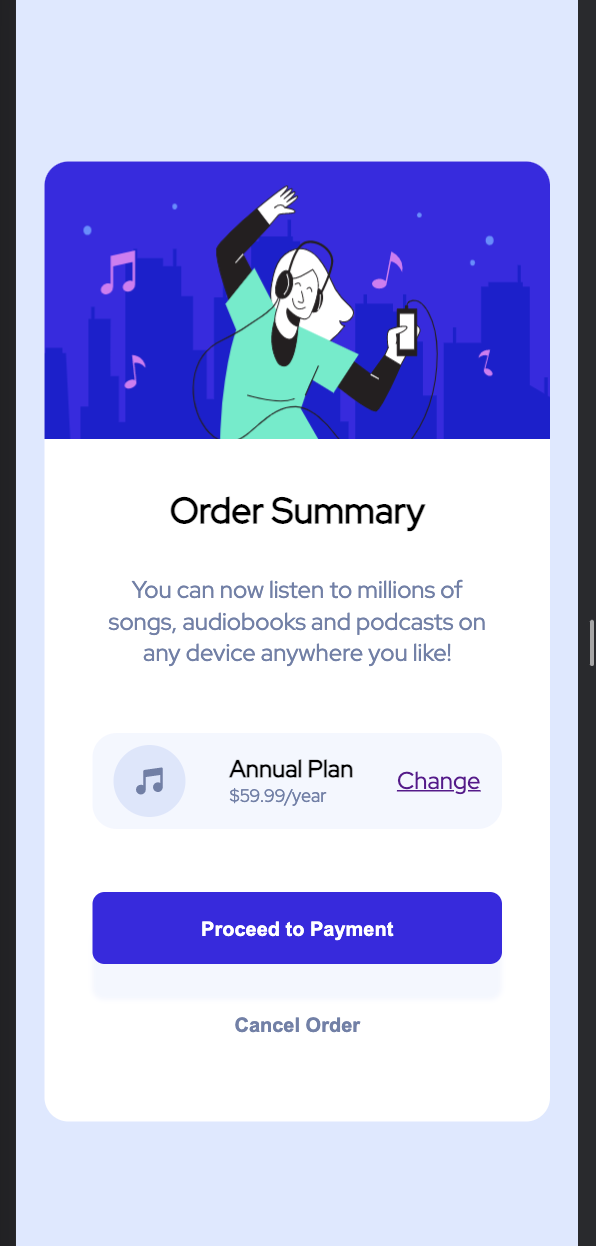 Order Summary
You can now listen to millions of
songs, audiobooks and podcasts on
any device anywhere you like!
Annual Plan
$59.99/year
Change
Proceed to Payment
Cancel Order